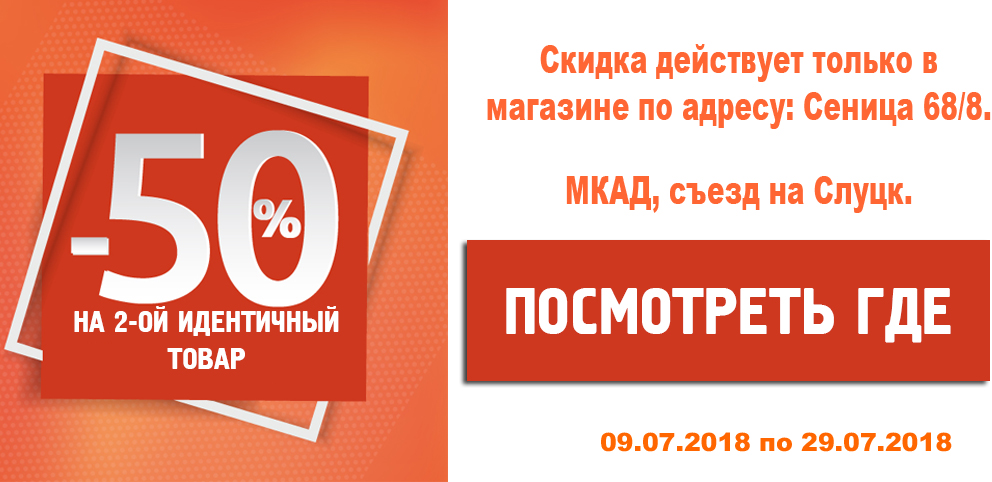 -50%
НА 2-ОЙ ИДЕНТИЧНЫЙ
ТОВАР
Скидка действует только в
магазине по адресу: Сеница 68/8.
МКАД, съезд на Слуцк.
ПОСМОТРЕТЬ ГДЕ
09.07.2018 по 29.07.2018